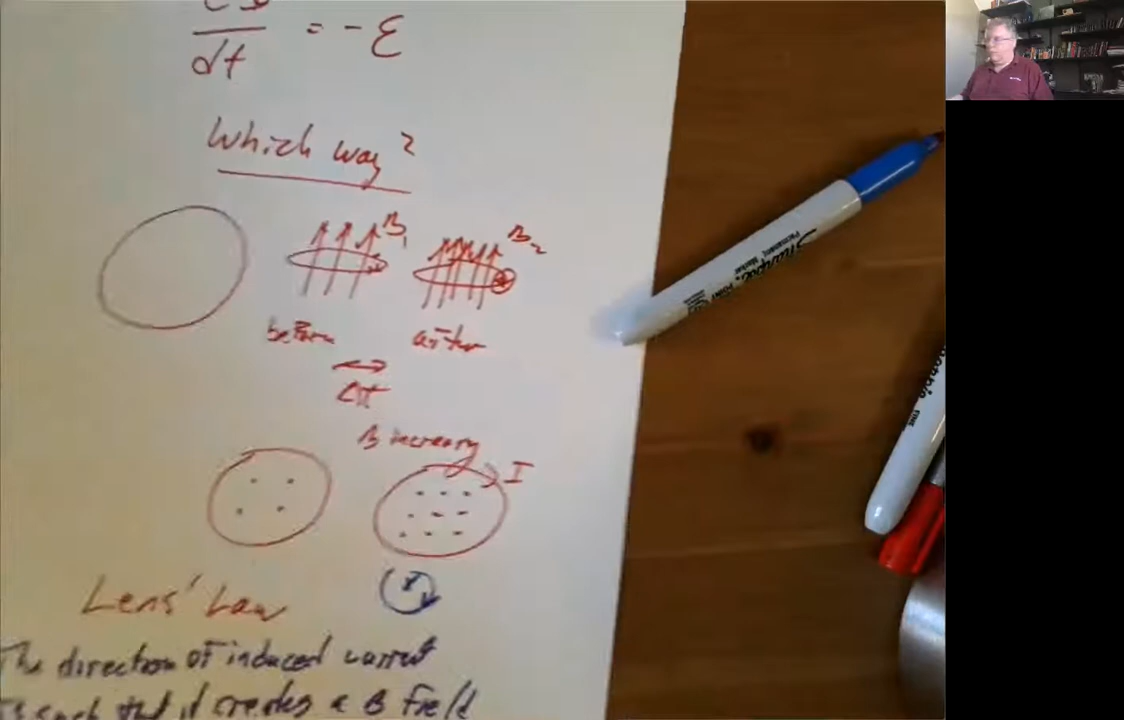 dt = - ε
Which way?
B₁ B₂
before after
Δt
B increasing
I
Lens' Law
The direction of induced current
is such that it creates a B field
Sharpie